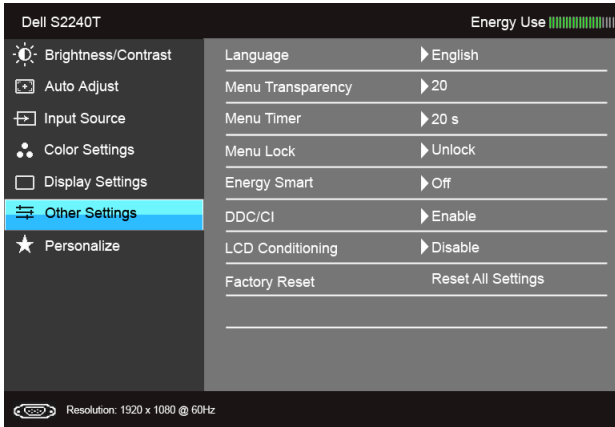 Dell S2240T
Energy Use
Brightness/Contrast
Auto Adjust
Input Source
Color Settings
Display Settings
Other Settings
Personalize
Language English
Menu Transparency 20
Menu Timer 20 s
Menu Lock Unlock
Energy Smart Off
DDC/CI Enable
LCD Conditioning Disable
Factory Reset Reset All Settings
Resolution: 1920 x 1080 @ 60Hz